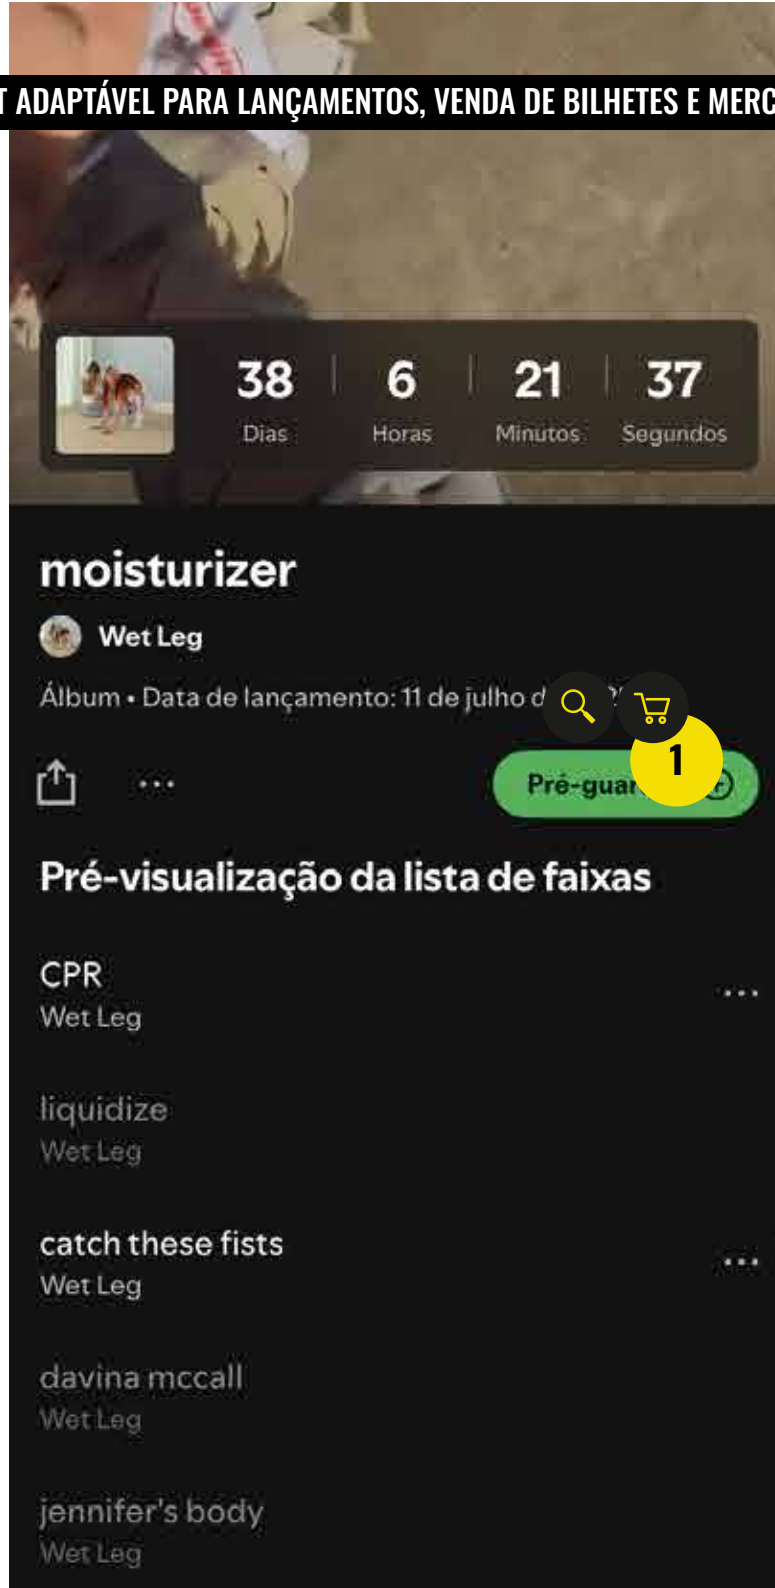 T ADAPTÁVEL PARA LANÇAMENTOS, VENDA DE BILHETES E MERC
38 6 21 37
Dias Horas Minutos Segundos
moisturizer
Wet Leg
Álbum • Data de lançamento: 11 de julho d
1
Pré-guar
Pré-visualização da lista de faixas
CPR
Wet Leg
liquidize
Wet Leg
catch these fists
Wet Leg
davina mccall
Wet Leg
jennifer's body
Wet Leg